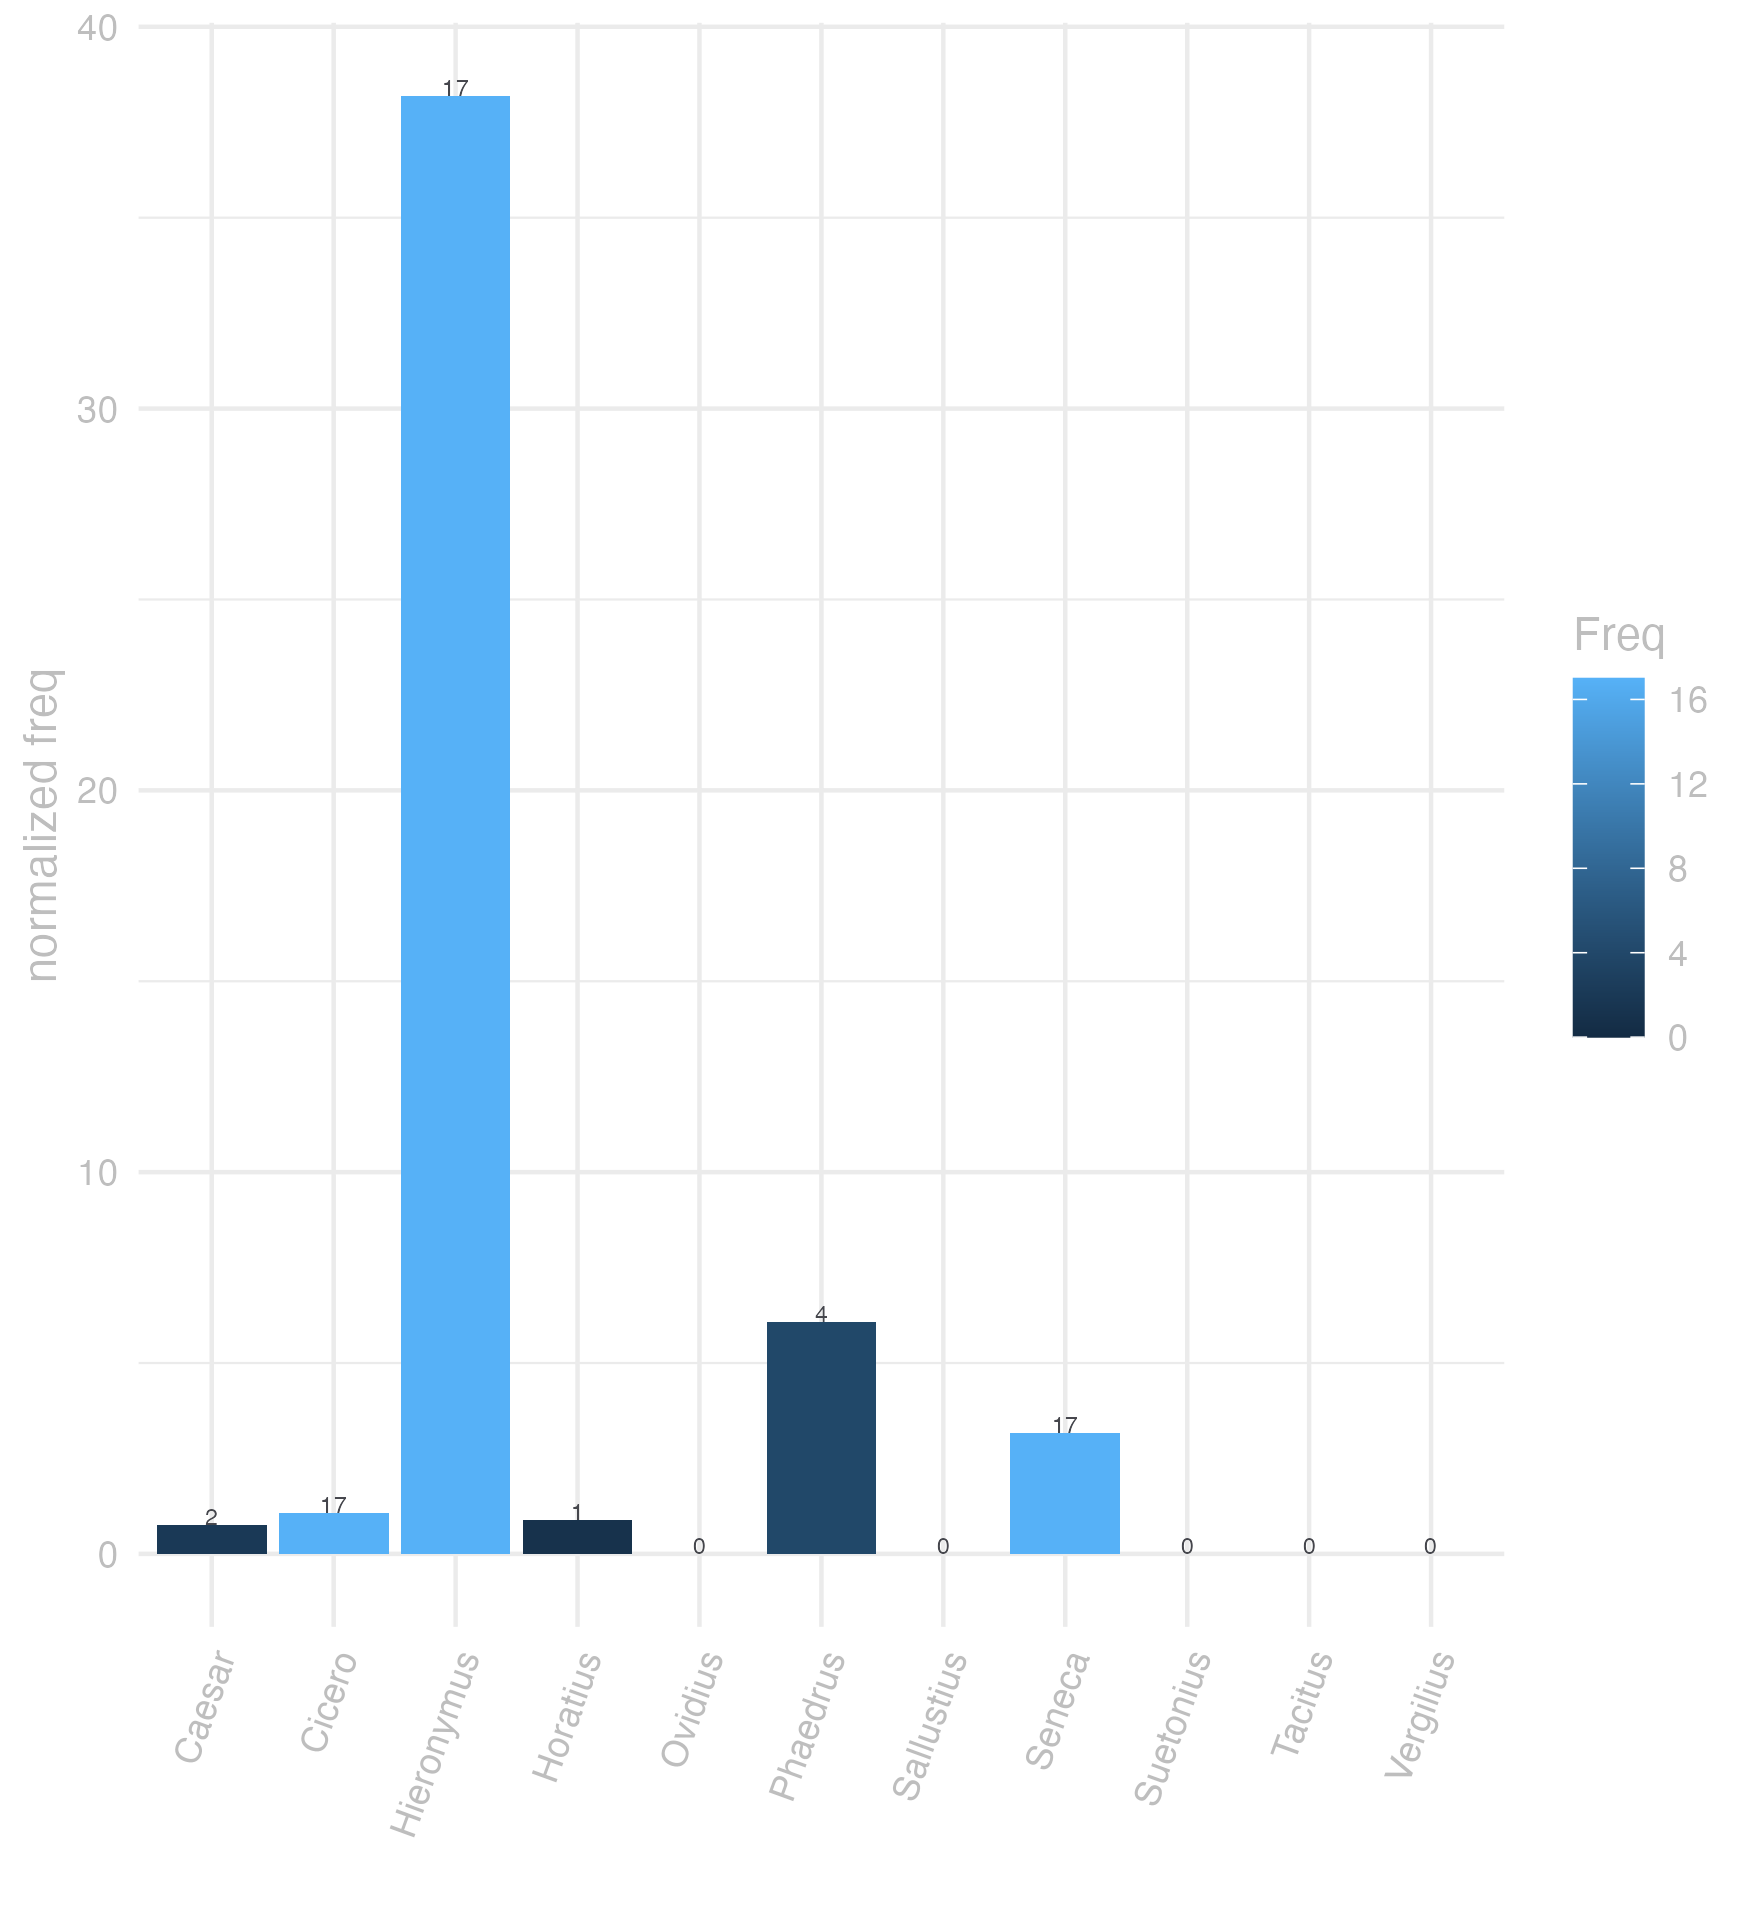 40
30
20
10
0
normalized freq
17
4
17
2
17
1
0
0
0
0
0
Caesar
Cicero
Hieronymus
Horatius
Ovidius
Phaedrus
Sallustius
Seneca
Suetonius
Tacitus
Vergilius
Freq
16
12
8
4
0